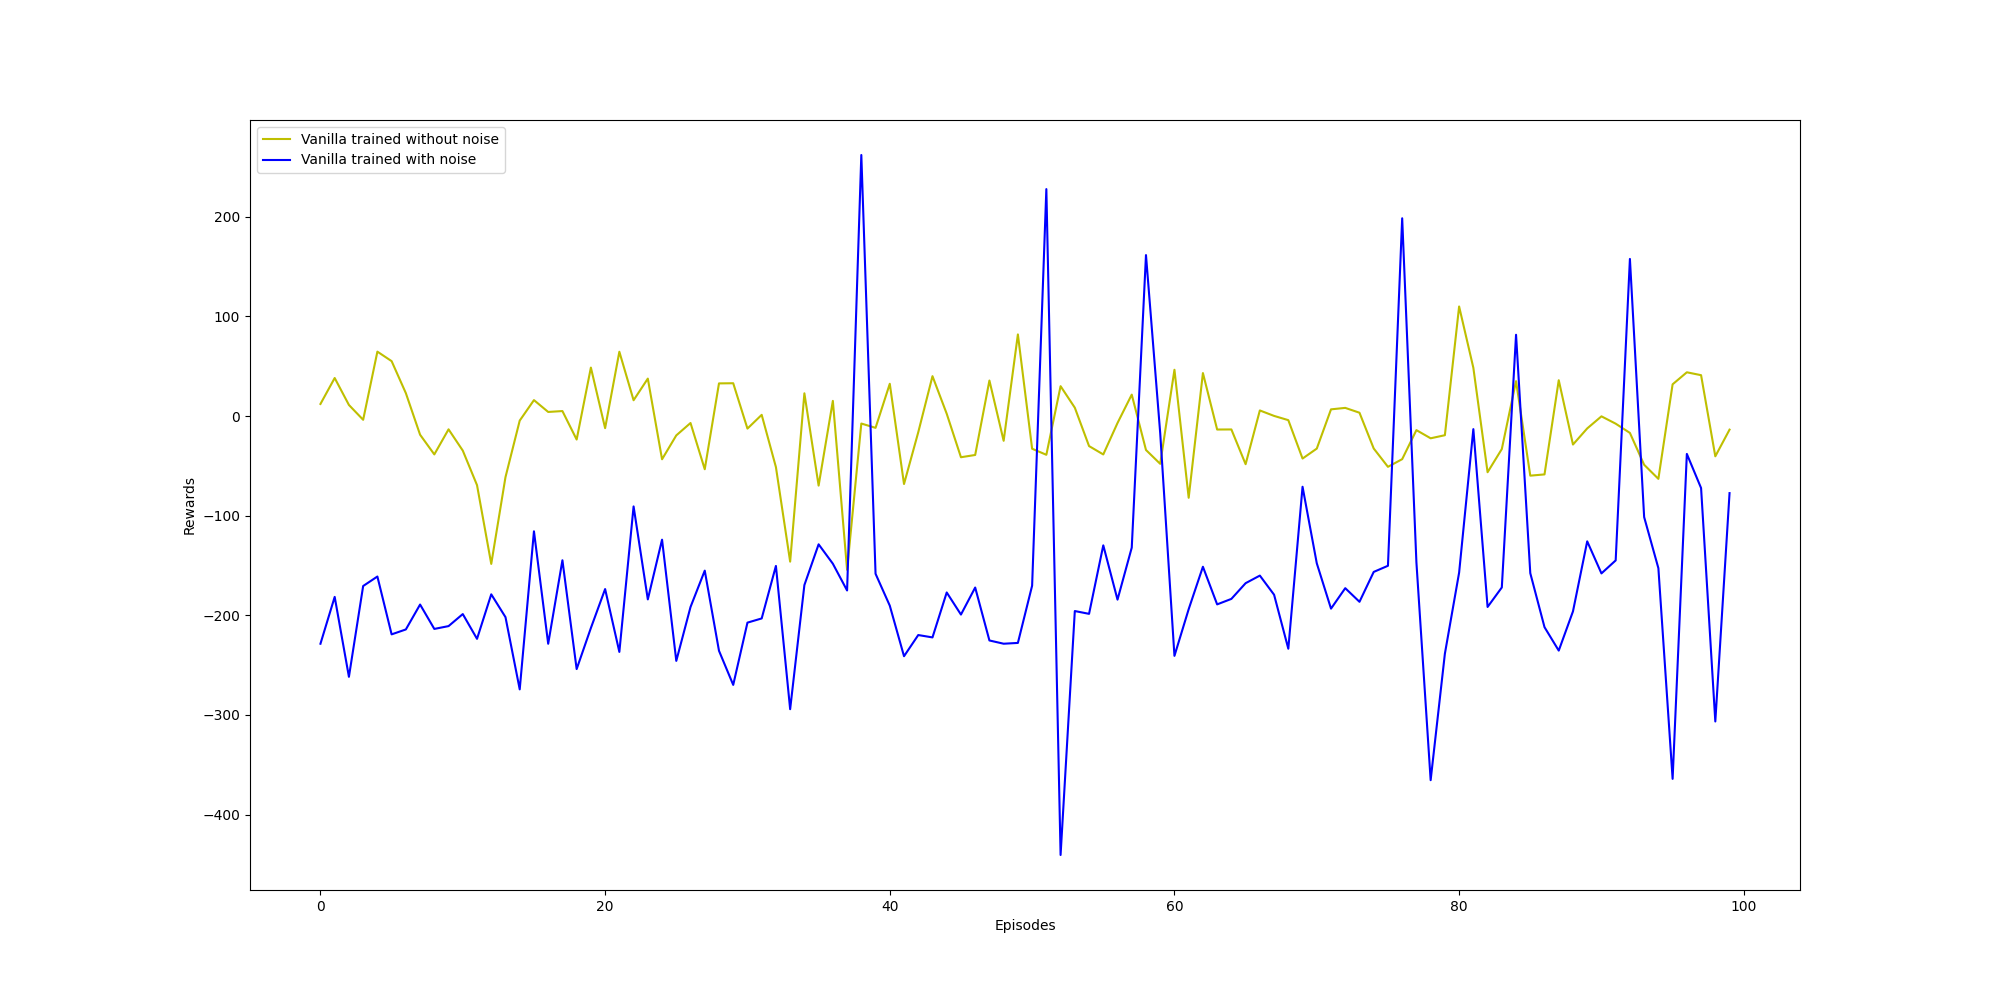 Vanilla trained without noise
Vanilla trained with noise
200
100
0
−100
−200
−300
−400
Rewards
0 20 40 60 80 100
Episodes